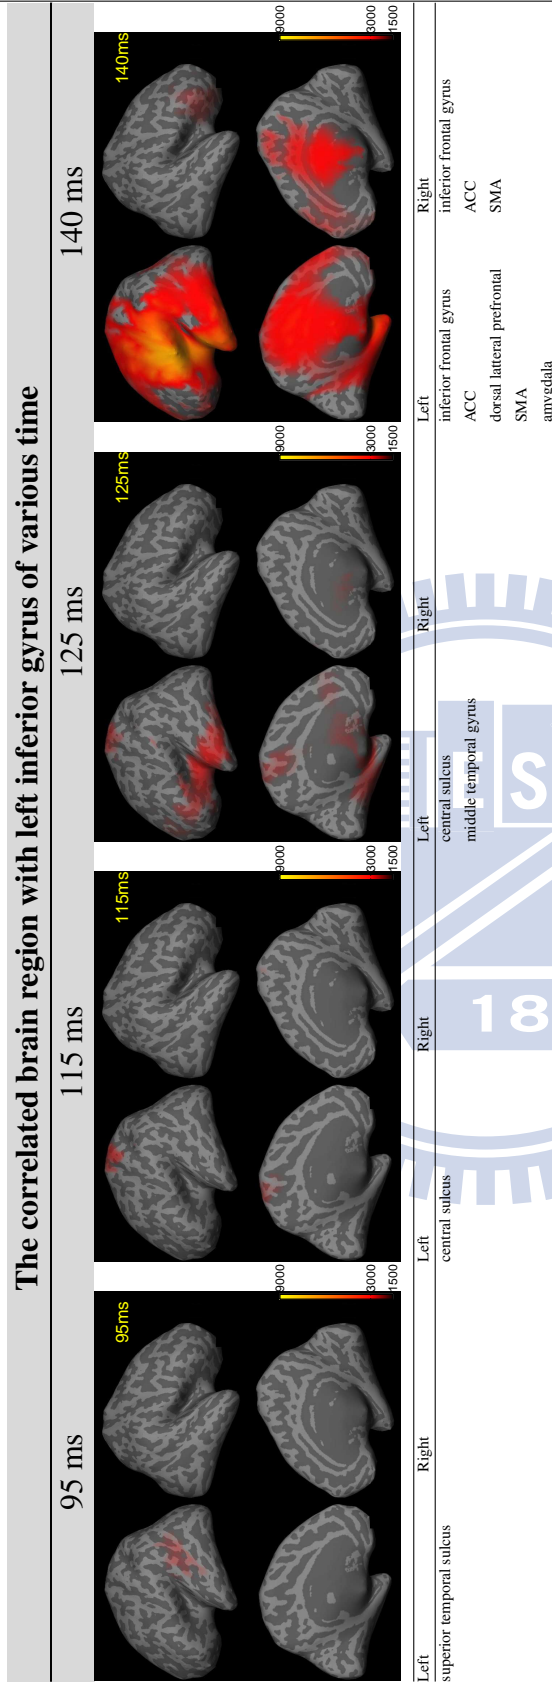 The correlated brain region with left inferior gyrus of various time
95 ms
115 ms
125 ms
140 ms
95ms
9000
3000
1500
115ms
9000
3000
1500
125ms
9000
3000
1500
140ms
9000
3000
1500
Left
Right
superior temporal sulcus
Left
Right
central sulcus
Left
Right
central sulcus
middle temporal gyrus
Left
Right
inferior frontal gyrus
inferior frontal gyrus
ACC
ACC
dorsal latteral prefrontal
SMA
SMA
amygdala
E S
18